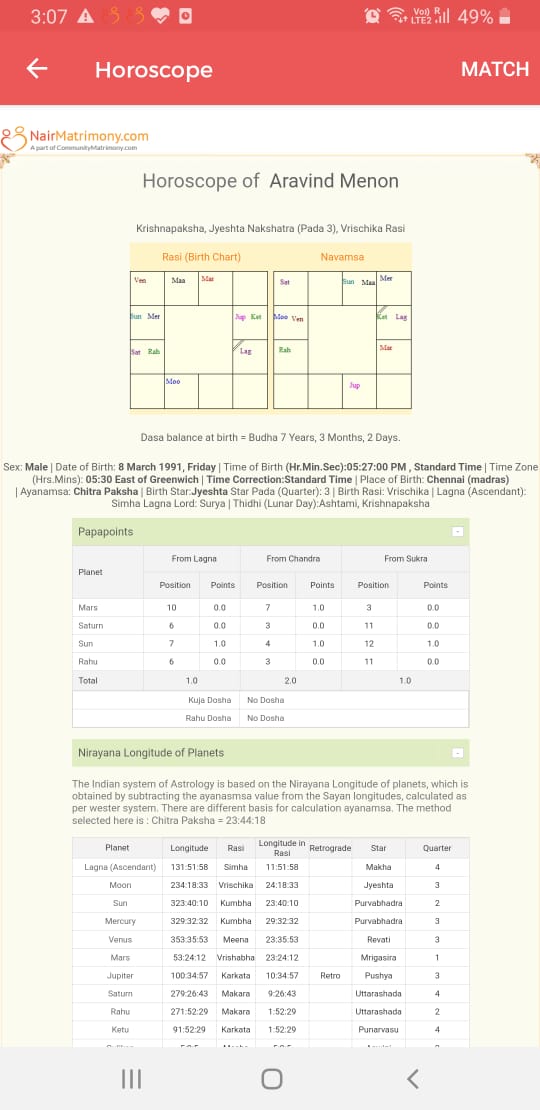 3:07 Vo) R LTE2 49%
Horoscope MATCH
NairMatrimony.com
A part of CommunityMatrimony.com
Horoscope of Aravind Menon
Krishnapaksha, Jyeshta Nakshatra (Pada 3), Vrischika Rasi
Rasi (Birth Chart) Navamsa
Ven Maa Mar Sat Sun Maa Mer
Sun Mer Jup Ket Moo Ven Ket Lag
Sat Rah Lag Rah Mar
Moo Jup
Dasa balance at birth = Budha 7 Years, 3 Months, 2 Days.
Sex: Male | Date of Birth: 8 March 1991, Friday | Time of Birth (Hr.Min.Sec):05:27:00 PM , Standard Time | Time Zone
(Hrs.Mins): 05:30 East of Greenwich | Time Correction:Standard Time | Place of Birth: Chennai (madras)
| Ayanamsa: Chitra Paksha | Birth Star:Jyeshta Star Pada (Quarter): 3 | Birth Rasi: Vrischika | Lagna (Ascendant):
Simha Lagna Lord: Surya | Thidhi (Lunar Day):Ashtami, Krishnapaksha
Papapoints -
Planet From Lagna From Chandra From Sukra
Position Points Position Points Position Points
Mars 10 0.0 7 1.0 3 0.0
Saturn 6 0.0 3 0.0 11 0.0
Sun 7 1.0 4 1.0 12 1.0
Rahu 6 0.0 3 0.0 11 0.0
Total 1.0 2.0 1.0
Kuja Dosha No Dosha
Rahu Dosha No Dosha
Nirayana Longitude of Planets -
The Indian system of Astrology is based on the Nirayana Longitude of planets, which is
obtained by subtracting the ayanasmsa value from the Sayan longitudes, calculated as
per wester system. There are different basis for calculation ayanamsa. The method
selected here is : Chitra Paksha = 23:44:18
Planet Longitude Rasi Longitude in Rasi Retrograde Star Quarter
Lagna (Ascendant) 131:51:58 Simha 11:51:58 Makha 4
Moon 234:18:33 Vrischika 24:18:33 Jyeshta 3
Sun 323:40:10 Kumbha 23:40:10 Purvabhadra 2
Mercury 329:32:32 Kumbha 29:32:32 Purvabhadra 3
Venus 353:35:53 Meena 23:35:53 Revati 3
Mars 53:24:12 Vrishabha 23:24:12 Mrigasira 1
Jupiter 100:34:57 Karkata 10:34:57 Retro Pushya 3
Saturn 279:26:43 Makara 9:26:43 Uttarashada 4
Rahu 271:52:29 Makara 1:52:29 Uttarashada 2
Ketu 91:52:29 Karkata 1:52:29 Punarvasu 4